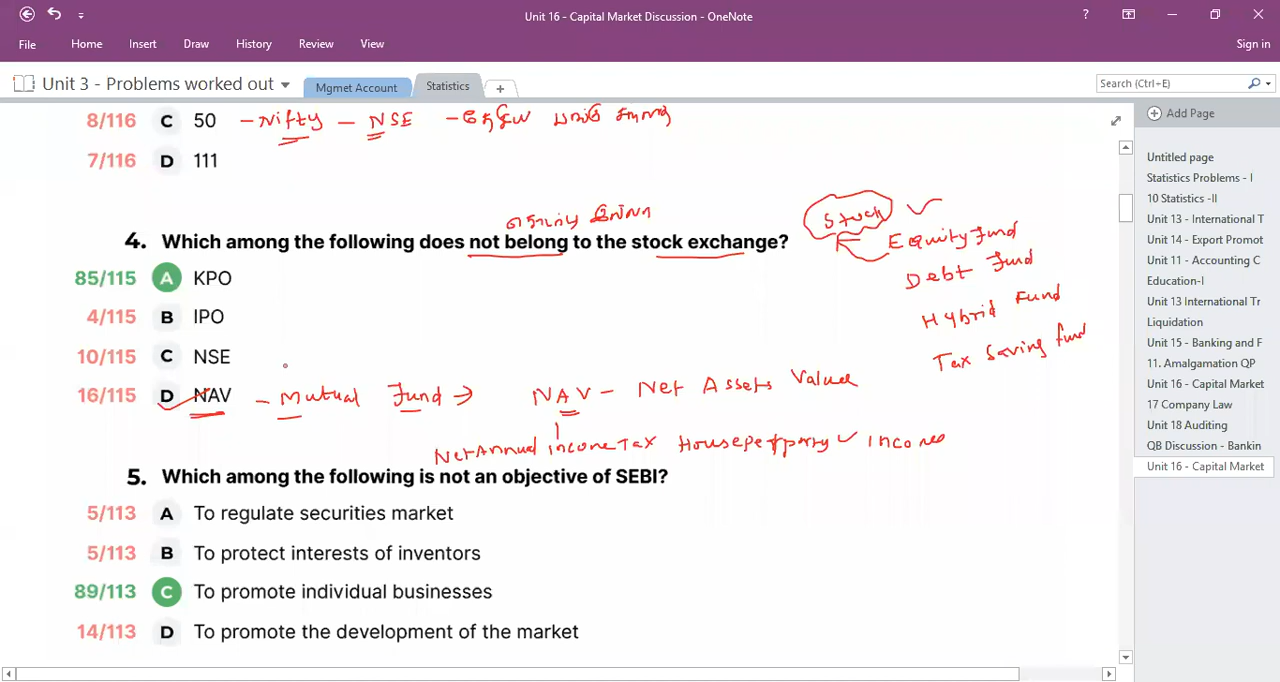 Unit 16 - Capital Market Discussion - OneNote
?
File Home Insert Draw History Review View
Sign in
Unit 3 - Problems worked out
Mgmet Account
Statistics
+
Search (Ctrl+E)
Add Page
Untitled page
Statistics Problems - I
10 Statistics -II
Unit 13 - International T
Unit 14 - Export Promot
Unit 11 - Accounting C
Education-I
Unit 13 International Tr
Liquidation
Unit 15 - Banking and F
11. Amalgamation QP
Unit 16 - Capital Market
17 Company Law
Unit 18 Auditing
QB Discussion - Bankin
Unit 16 - Capital Market
8/116 C 50 - Nifty - NSE -
7/116 D 111
Stock
4. Which among the following does not belong to the stock exchange?
Equity Fund
Debt Fund
Hybrid Fund
Tax Saving Fund
85/115 A KPO
4/115 B IPO
10/115 C NSE
16/115 D NAV - Mutual Fund → NAV - Net Assets Value
Net Annual income Tax House income
5. Which among the following is not an objective of SEBI?
5/113 A To regulate securities market
5/113 B To protect interests of inventors
89/113 C To promote individual businesses
14/113 D To promote the development of the market